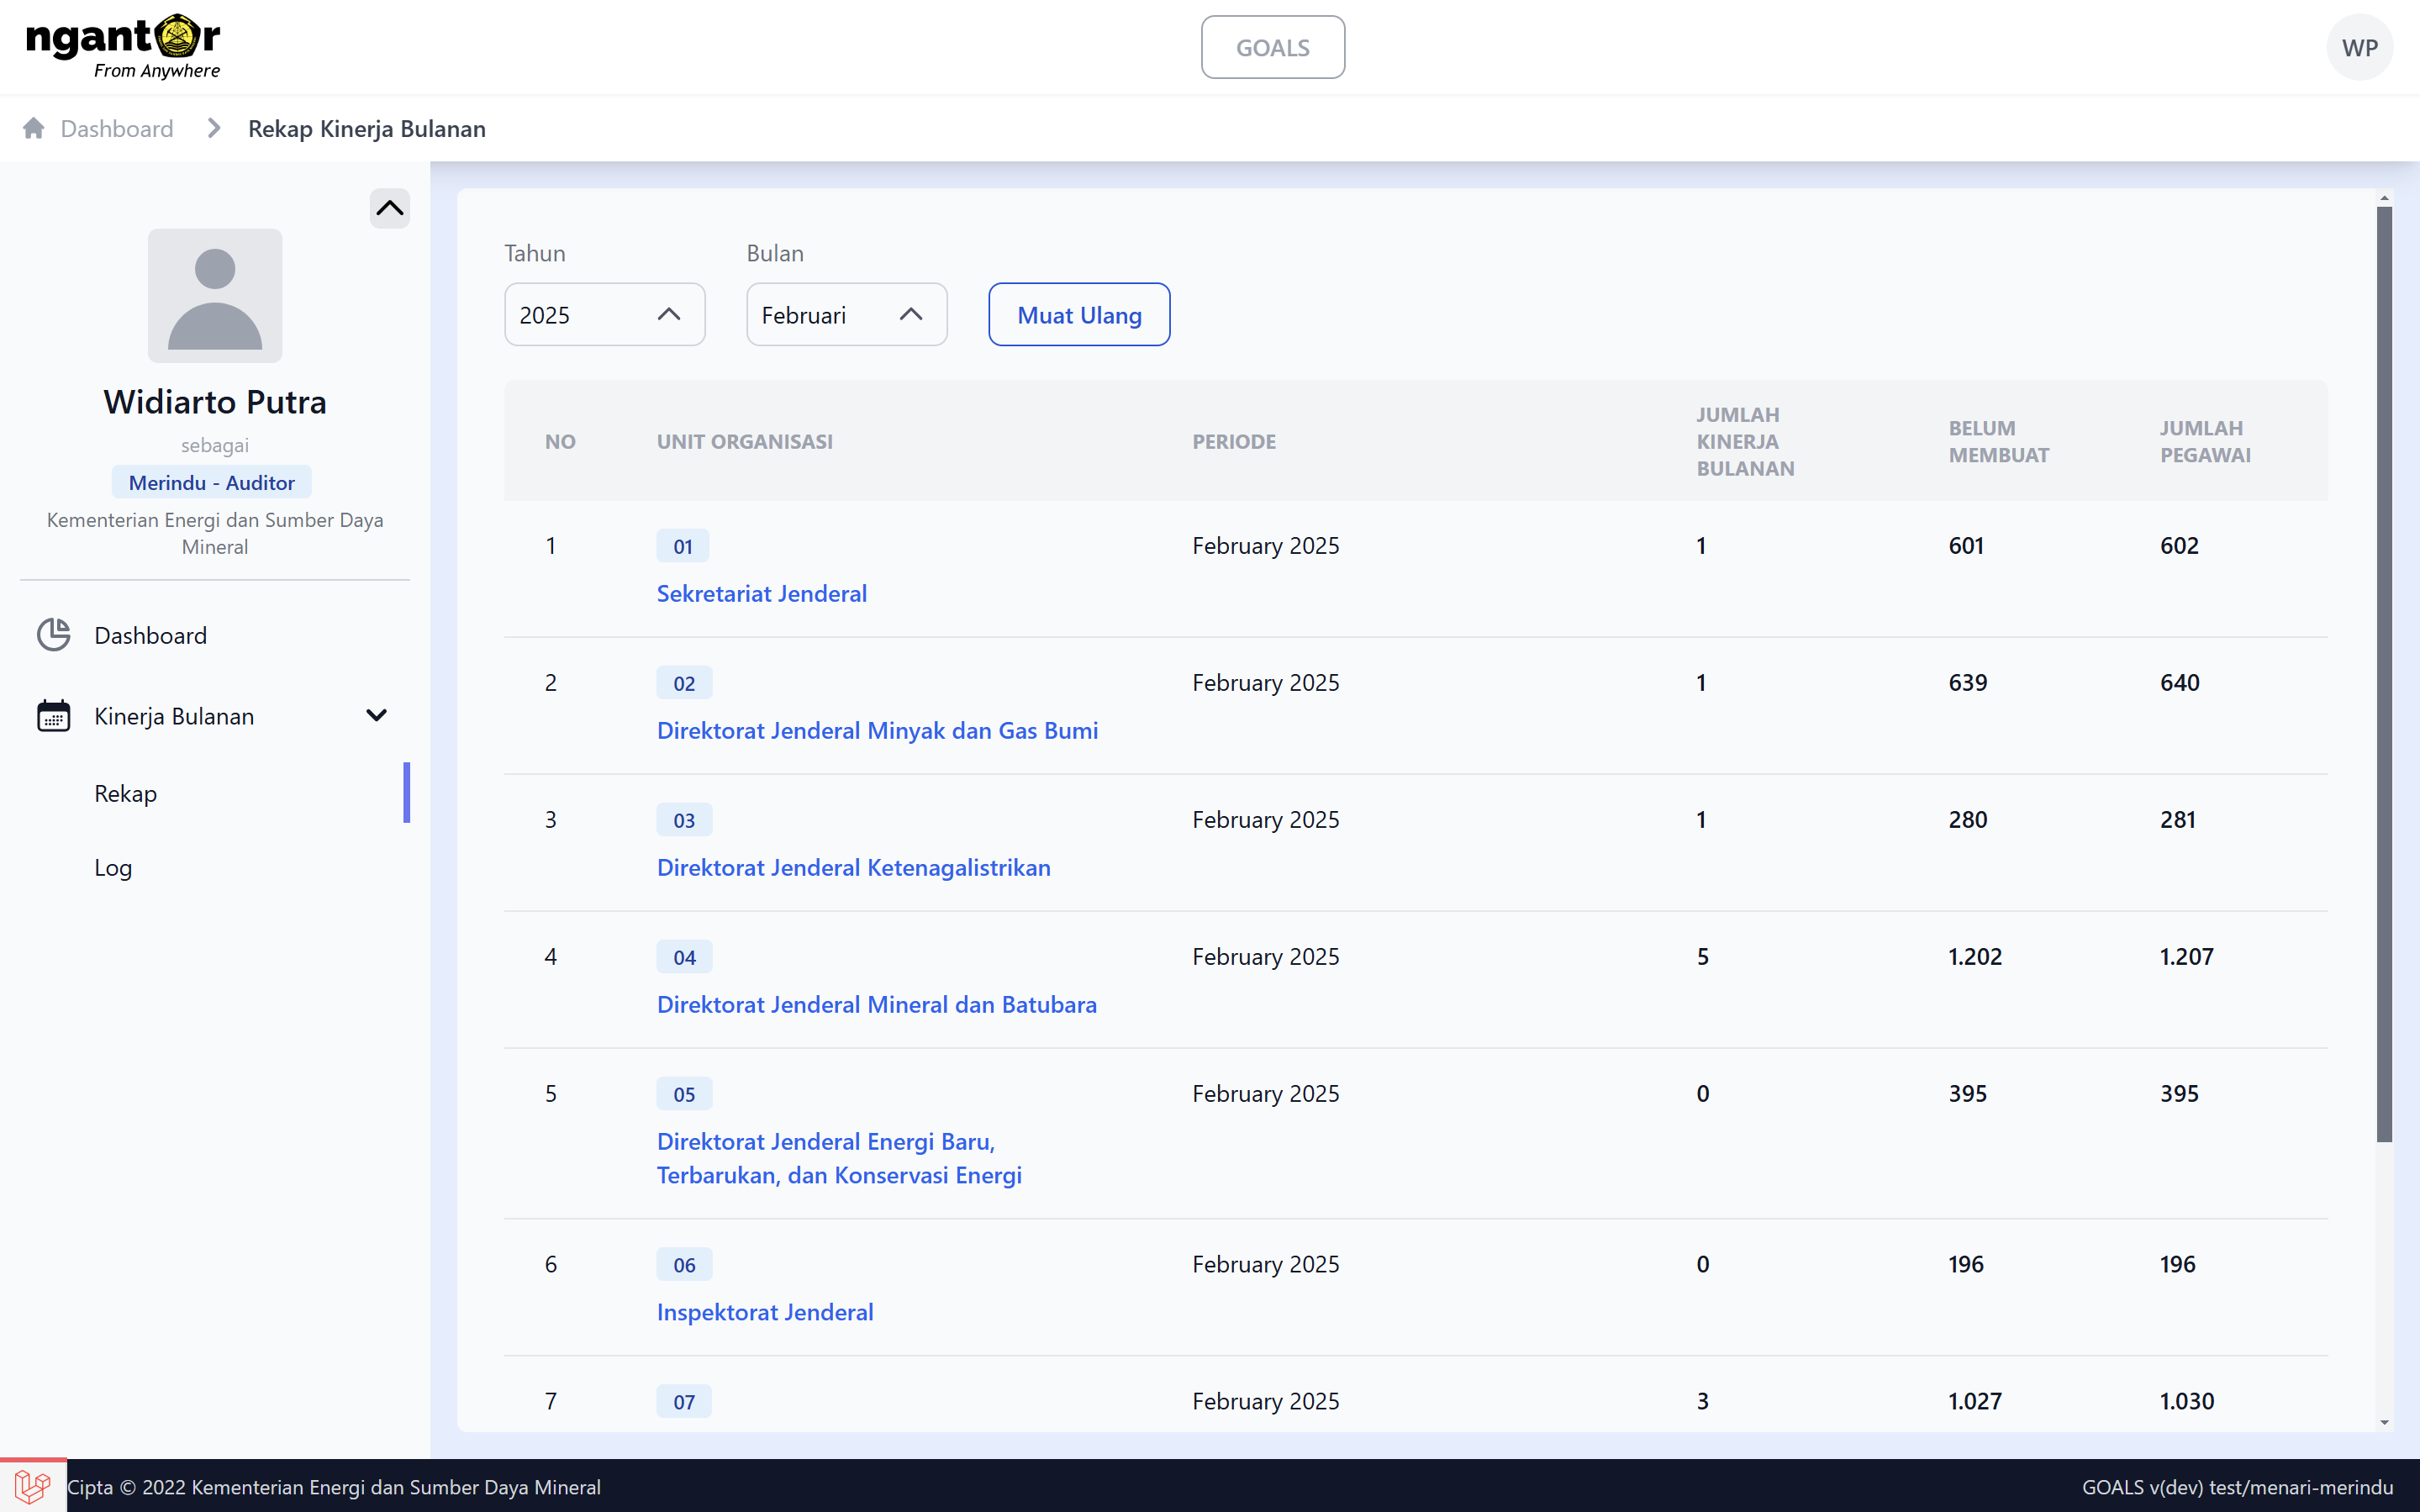 ngantor
From Anywhere
GOALS
WP
Dashboard
Rekap Kinerja Bulanan
Widiarto Putra
sebagai
Merindu - Auditor
Kementerian Energi dan Sumber Daya
Mineral
Dashboard
Kinerja Bulanan
Rekap
Log
Tahun
Bulan
2025
Februari
Muat Ulang
NO
UNIT ORGANISASI
PERIODE
JUMLAH
KINERJA
BULANAN
BELUM
MEMBUAT
JUMLAH
PEGAWAI
1
01
Sekretariat Jenderal
February 2025
1
601
602
2
02
Direktorat Jenderal Minyak dan Gas Bumi
February 2025
1
639
640
3
03
Direktorat Jenderal Ketenagalistrikan
February 2025
1
280
281
4
04
Direktorat Jenderal Mineral dan Batubara
February 2025
5
1.202
1.207
5
05
Direktorat Jenderal Energi Baru,
Terbarukan, dan Konservasi Energi
February 2025
0
395
395
6
06
Inspektorat Jenderal
February 2025
0
196
196
7
07
February 2025
3
1.027
1.030
Cipta © 2022 Kementerian Energi dan Sumber Daya Mineral
GOALS v(dev) test/menari-merindu